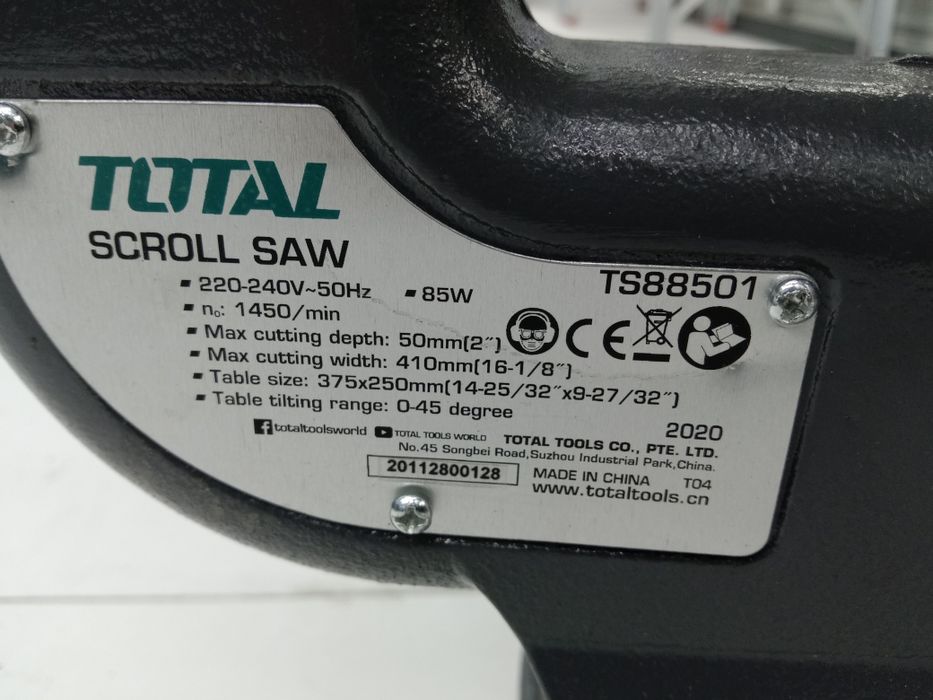 TOTAL
SCROLL SAW
TS88501
▪ 220-240V~50Hz ▪ 85W
▪ n₀: 1450/min
▪ Max cutting depth: 50mm(2″)
▪ Max cutting width: 410mm(16-1/8″)
▪ Table size: 375x250mm(14-25/32″x9-27/32″)
▪ Table tilting range: 0-45 degree
CE
2020
totaltoolsworld TOTAL TOOLS WORLD TOTAL TOOLS CO., PTE. LTD.
No.45 Songbei Road,Suzhou Industrial Park,China.
20112800128 MADE IN CHINA T04
www.totaltools.cn